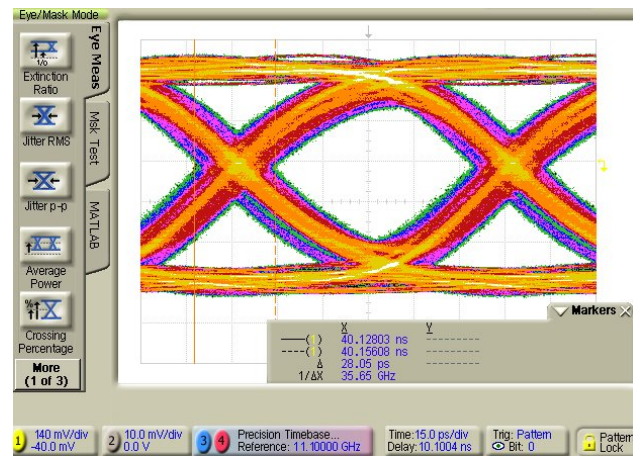 Eye/Mask Mode
Extinction
Ratio
Jitter RMS
Jitter p-p
Average
Power
Crossing
Percentage
More
(1 of 3)
Eye Meas
Msk Test
MATLAB
Markers
X Y
——(1) 40.12803 ns ---------
----(1) 40.15608 ns ---------
Δ 28.05 ps ---------
1/ΔX 35.65 GHz
1 140 mV/div
-40.0 mV
2 10.0 mV/div
0.0 V
3 4 Precision Timebase...
Reference: 11.10000 GHz
Time:15.0 ps/div
Delay:10.1004 ns
Trig: Pattern
Bit: 0
Pattern
Lock